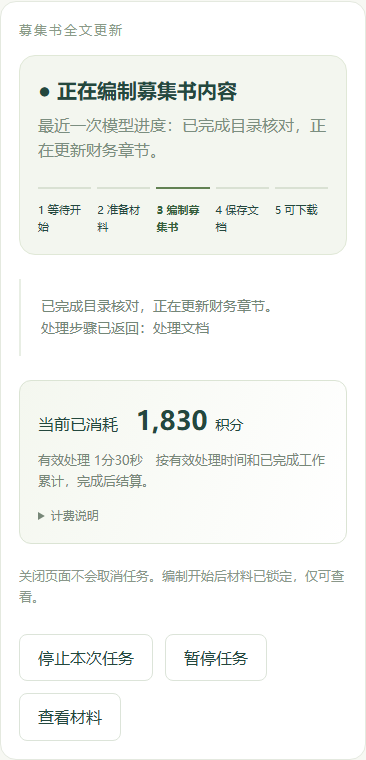 募集书全文更新
● 正在编制募集书内容
最近一次模型进度：已完成目录核对，正
在更新财务章节。
1 等待开
始
2 准备材
料
3 编制募
集书
4 保存文
档
5 可下载
已完成目录核对，正在更新财务章节。
处理步骤已返回：处理文档
当前已消耗 1,830 积分
有效处理 1分30秒 按有效处理时间和已完成工作
累计，完成后结算。
▶ 计费说明
关闭页面不会取消任务。编制开始后材料已锁定，仅可查
看。
停止本次任务
暂停任务
查看材料